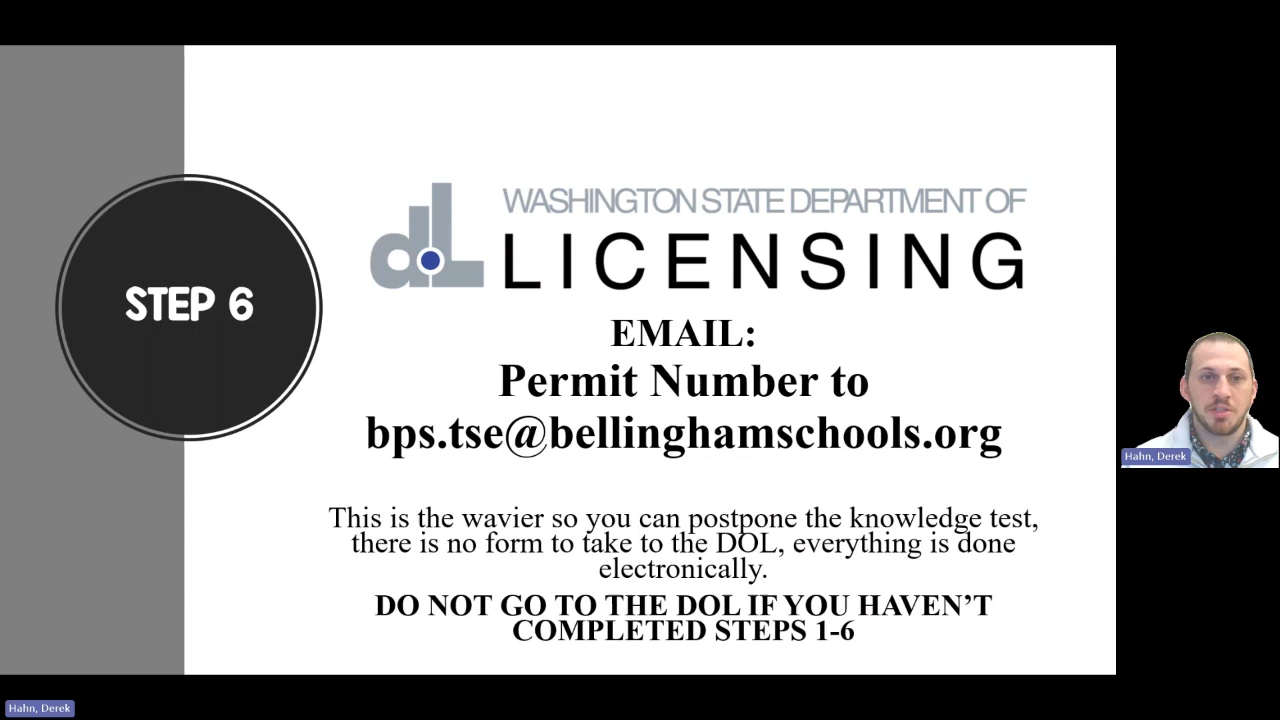 STEP 6
dL
WASHINGTON STATE DEPARTMENT OF
LICENSING
EMAIL:
Permit Number to
bps.tse@bellinghamschools.org
This is the wavier so you can postpone the knowledge test,
there is no form to take to the DOL, everything is done
electronically.
DO NOT GO TO THE DOL IF YOU HAVEN'T
COMPLETED STEPS 1-6
Hahn, Derek
Hahn, Derek